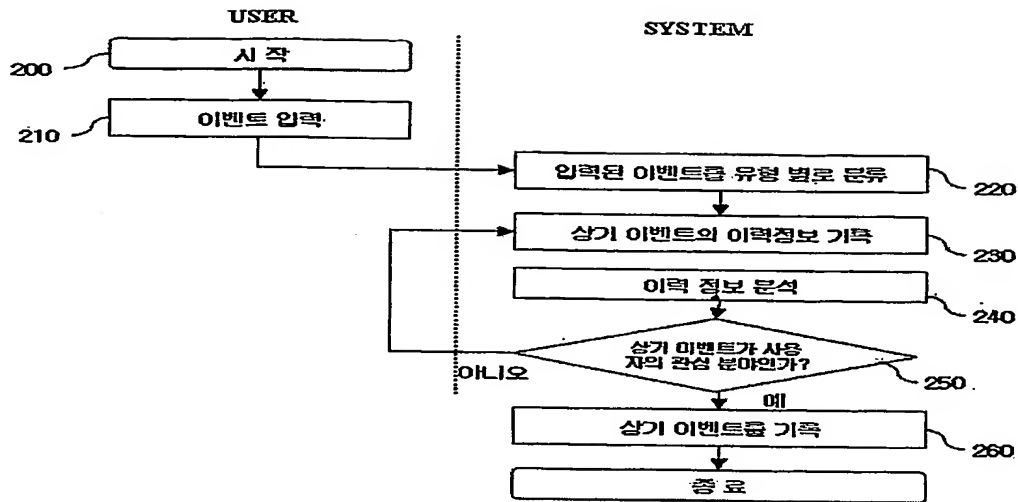 USER
SYSTEM
시 작
200
이벤트 입력
210
입력된 이벤트를 유형 별로 분류
220
상기 이벤트의 이력정보 기록
230
이력 정보 분석
240
상기 이벤트가 사용
자의 관심 분야인가?
250
아니오
예
상기 이벤트를 기록
260
종 료